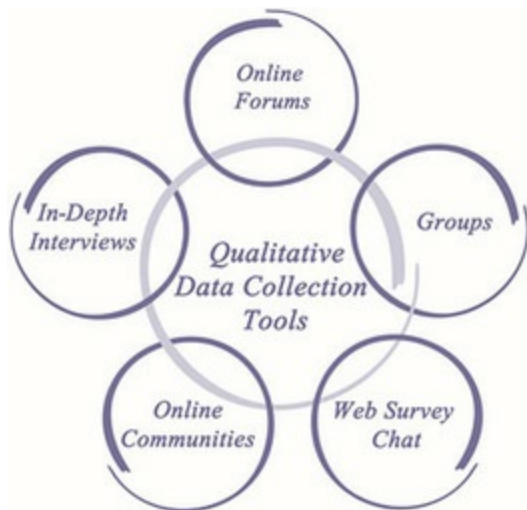 Online
Forums
In-Depth
Interviews
Groups
Qualitative
Data Collection
Tools
Online
Communities
Web Survey
Chat